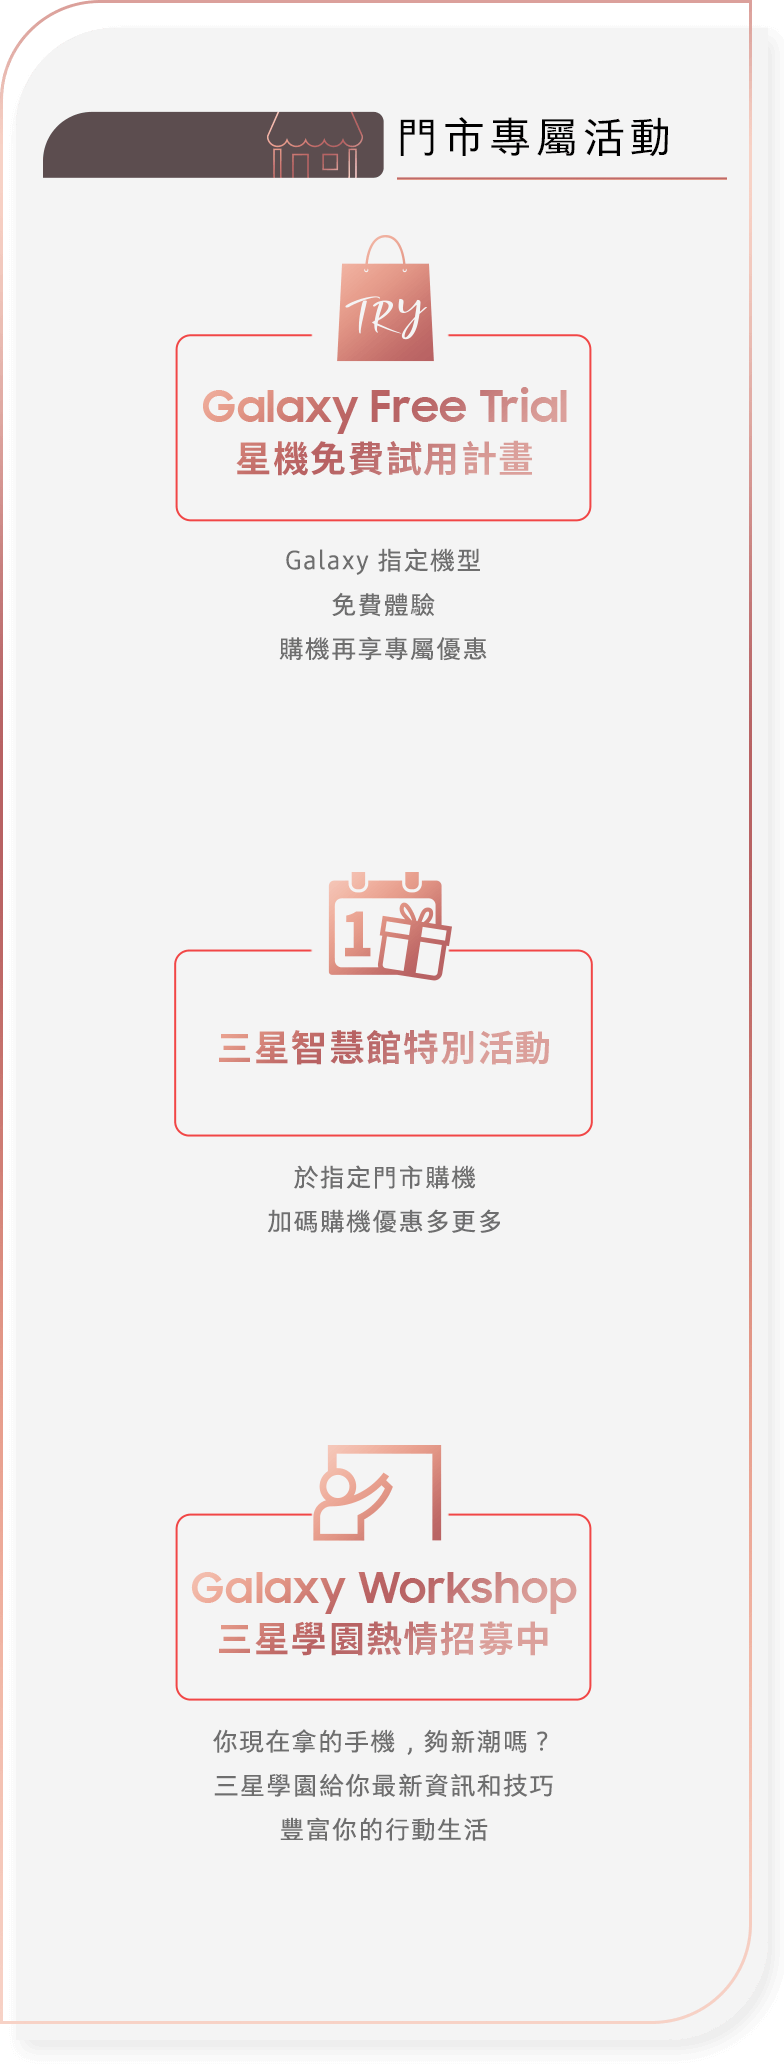 門市專屬活動
TRY
Galaxy Free Trial
星機免費試用計畫
Galaxy 指定機型
免費體驗
購機再享專屬優惠
1
三星智慧館特別活動
於指定門市購機
加碼購機優惠多更多
Galaxy Workshop
三星學園熱情招募中
你現在拿的手機，夠新潮嗎？
三星學園給你最新資訊和技巧
豐富你的行動生活